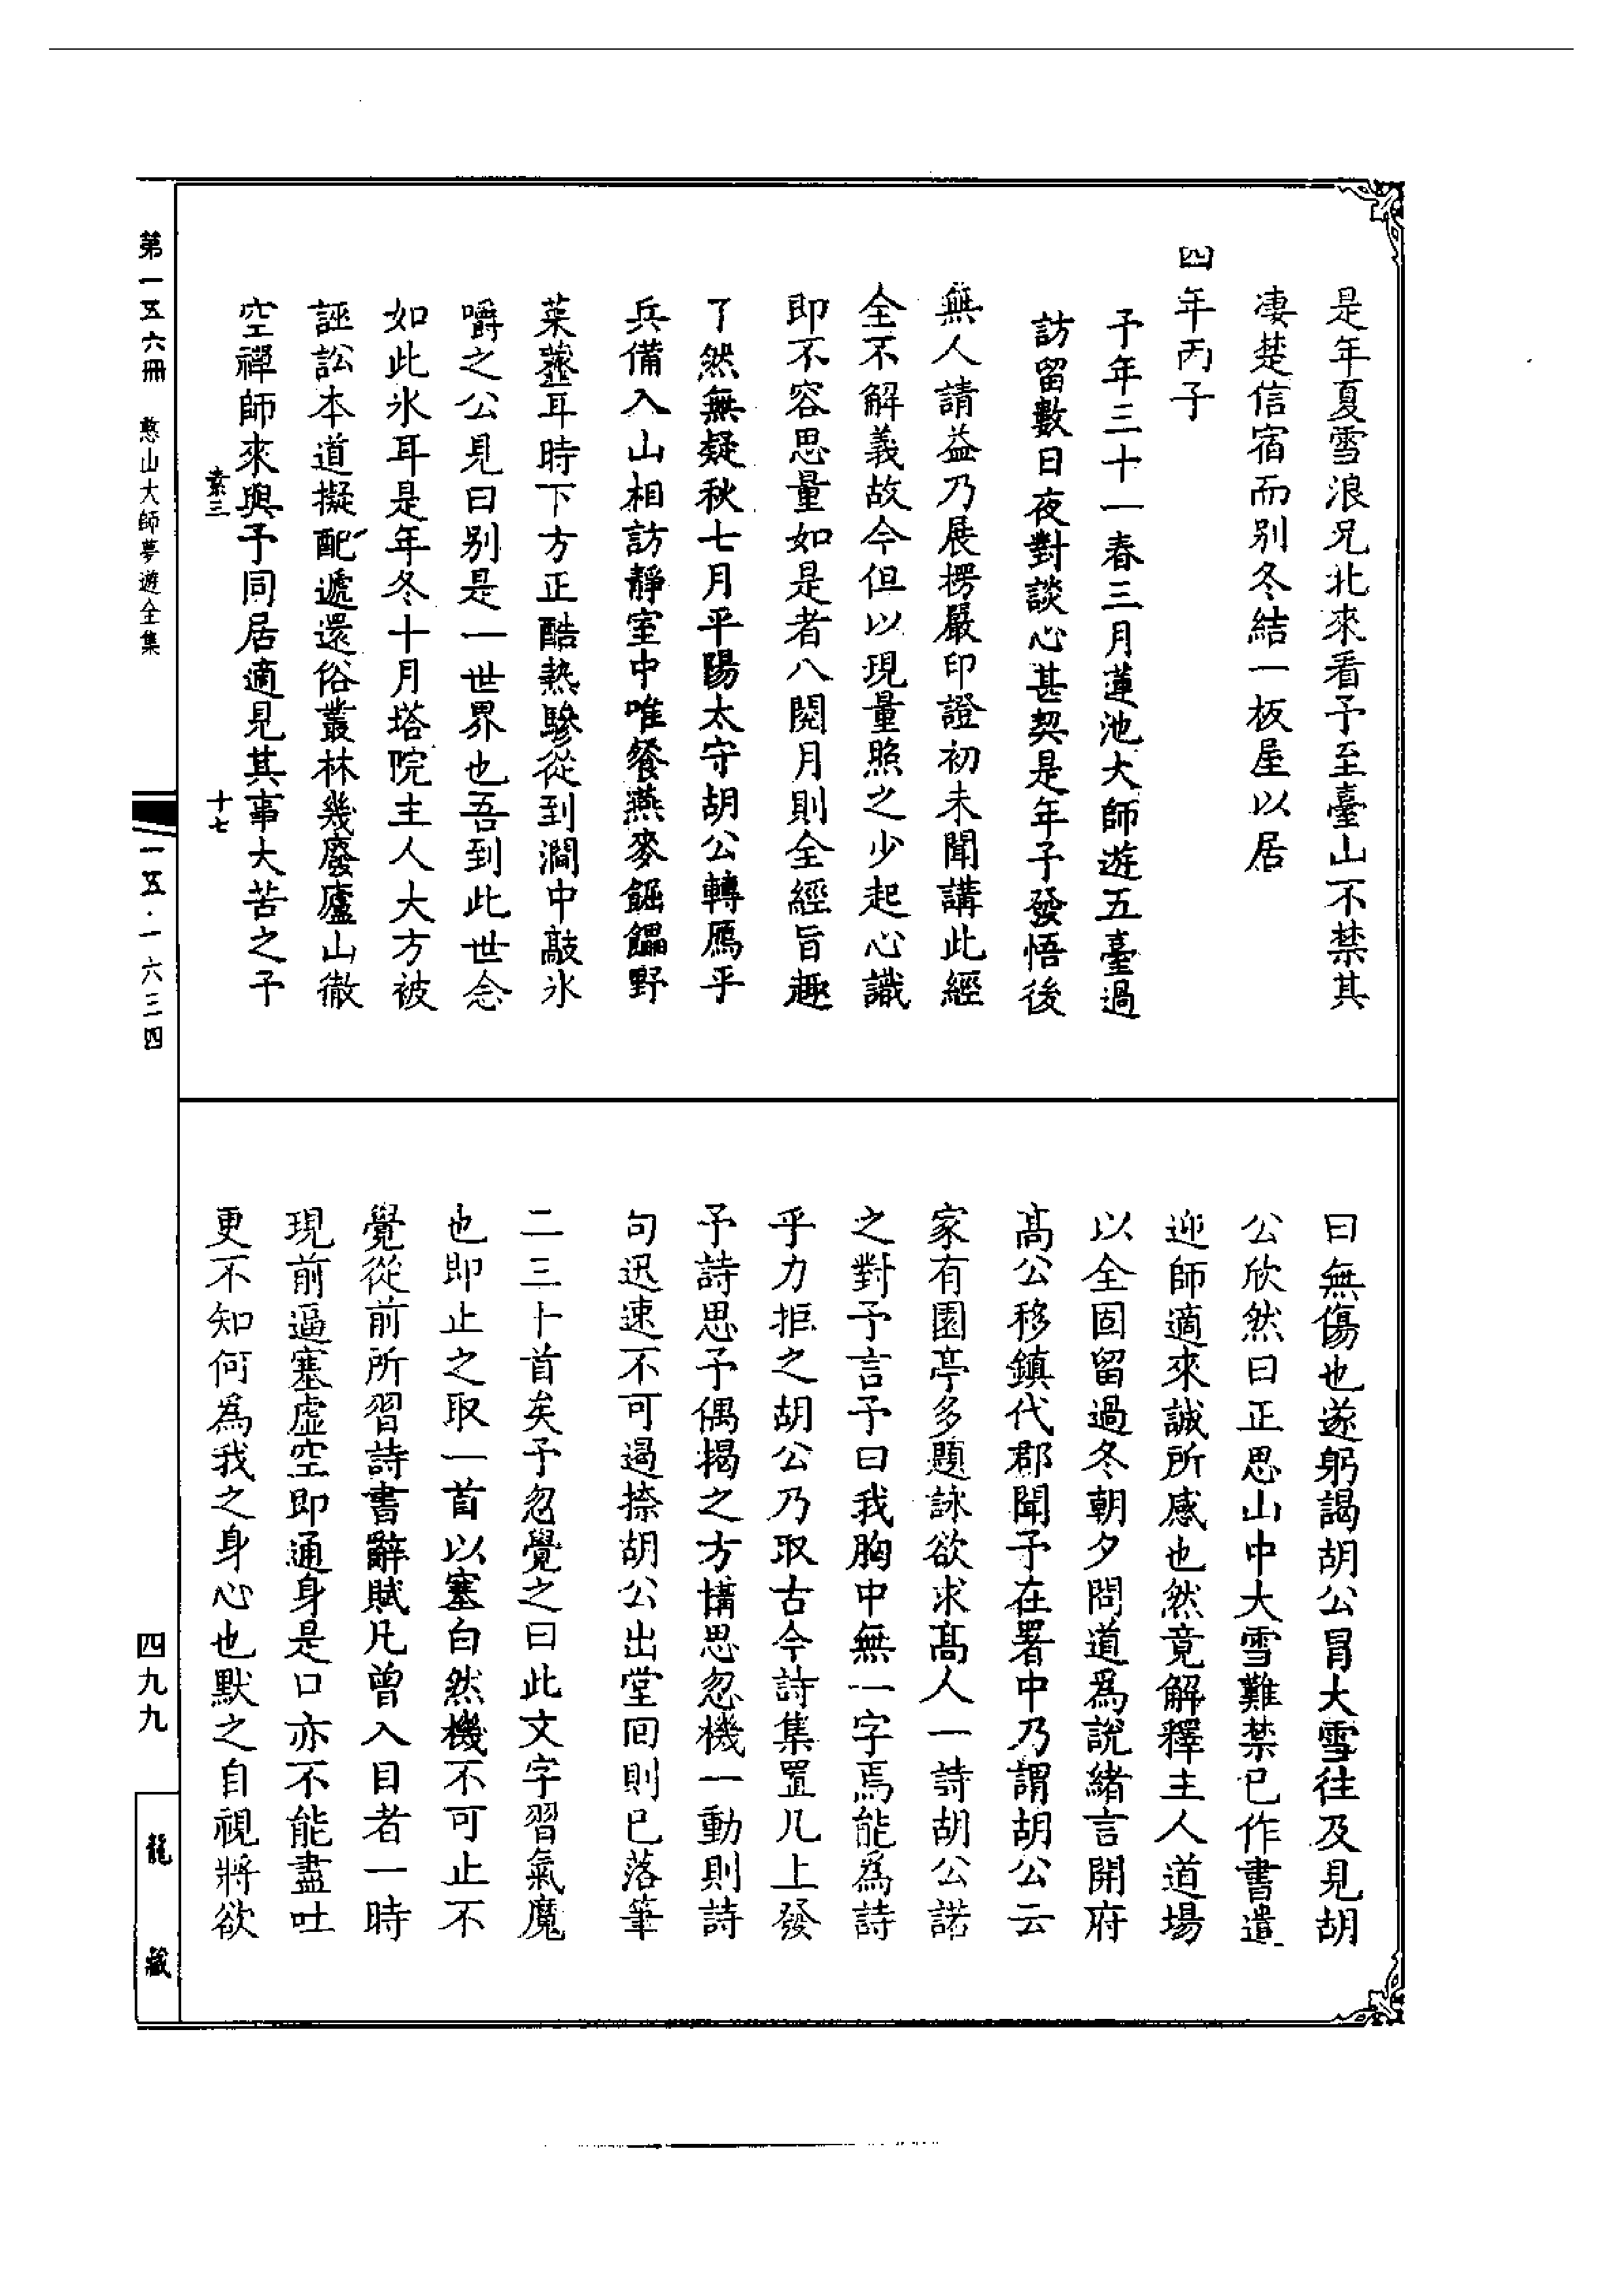 是年夏雪浪兄北來看予至臺山不禁其
凄楚信宿而别冬結一板屋以居
四年丙子
予年三十一春三月蓮池大師遊五臺過
訪留數日夜對談心甚契是年予發悟後
無人請益乃展楞嚴印證初未聞講此經
全不解義故今但以現量照之少起心識
即不容思量如是者八閱月則全經旨趣
了然無疑秋七月平陽太守胡公轉鴈平
兵備入山相訪靜室中唯餐燕麥餛饠野
菜虀耳時下方正酷熱驂從到澗中敲氷
嚼之公見曰别是一世界也吾到此世念
如此氷耳是年冬十月塔院主人大方被
誣訟本道擬配遞還俗叢林幾廢廬山徹
空禪師來與予同居適見其事大苦之予
曰無傷也遂躬謁胡公冒大雪往及見胡
公欣然曰正思山中大雪難禁已作書遣
迎師適來誠所感也然竟解釋主人道場
以全固留過冬朝夕問道爲説緒言開府
髙公移鎮代郡聞予在署中乃謂胡公云
家有園亭多題詠欲求髙人一詩胡公諾
之對予言予曰我胸中無一字焉能為詩
乎力拒之胡公乃取古今詩集置几上發
予詩思予偶揭之方搆思忽機一動則詩
句迅速不可遏捺胡公出堂回則已落筆
二三十首矣予忽覺之曰此文字習氣魔
也即止之取一首以塞白然機不可止不
覺從前所習詩書辭賦凡曾入目者一時
現前逼塞虛空即通身是口亦不能盡吐
更不知何為我之身心也默之自視將欲
第一五六冊　憨山大師夢遊全集
素三
十七
一五·一六三四
四九九
龍藏